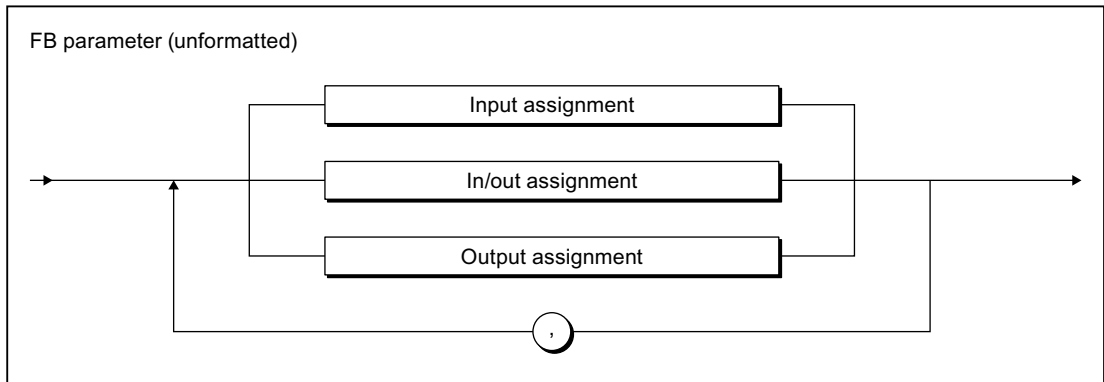 FB parameter (unformatted)
Input assignment
In/out assignment
Output assignment
,